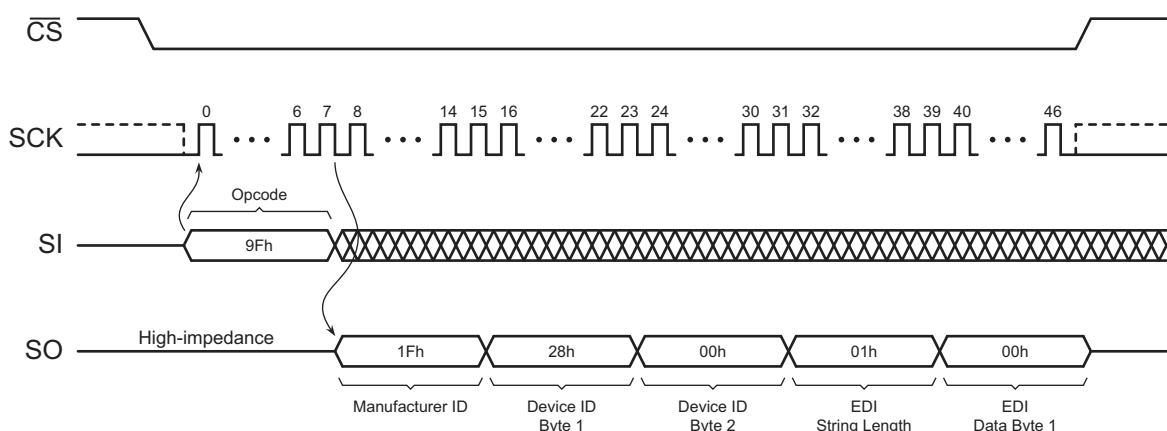 CS
0 6 7 8 14 15 16 22 23 24 30 31 32 38 39 40 46
SCK
Opcode
SI
9Fh
High-impedance
SO
1Fh 28h 00h 01h 00h
Manufacturer ID Device ID Device ID EDI EDI
Byte 1 Byte 2 String Length Data Byte 1